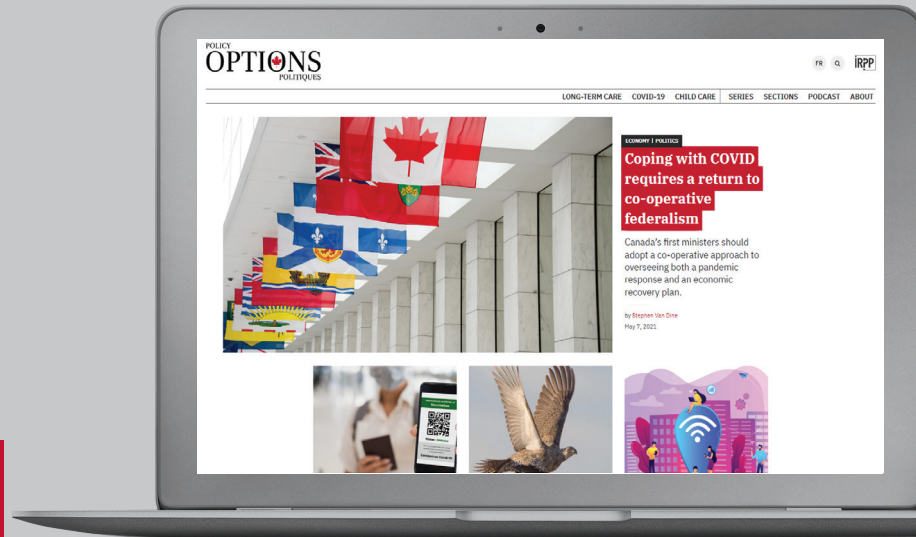 POLICY
OPTIONS
POLITIQUES
FR
IRPP
LONG-TERM CARE COVID-19 CHILD CARE SERIES SECTIONS PODCAST ABOUT
ECONOMY | POLITICS
Coping with COVID
requires a return to
co-operative
federalism
Canada's first ministers should
adopt a co-operative approach to
overseeing both a pandemic
response and an economic
recovery plan.
by Stephen Van Dine
May 7, 2021